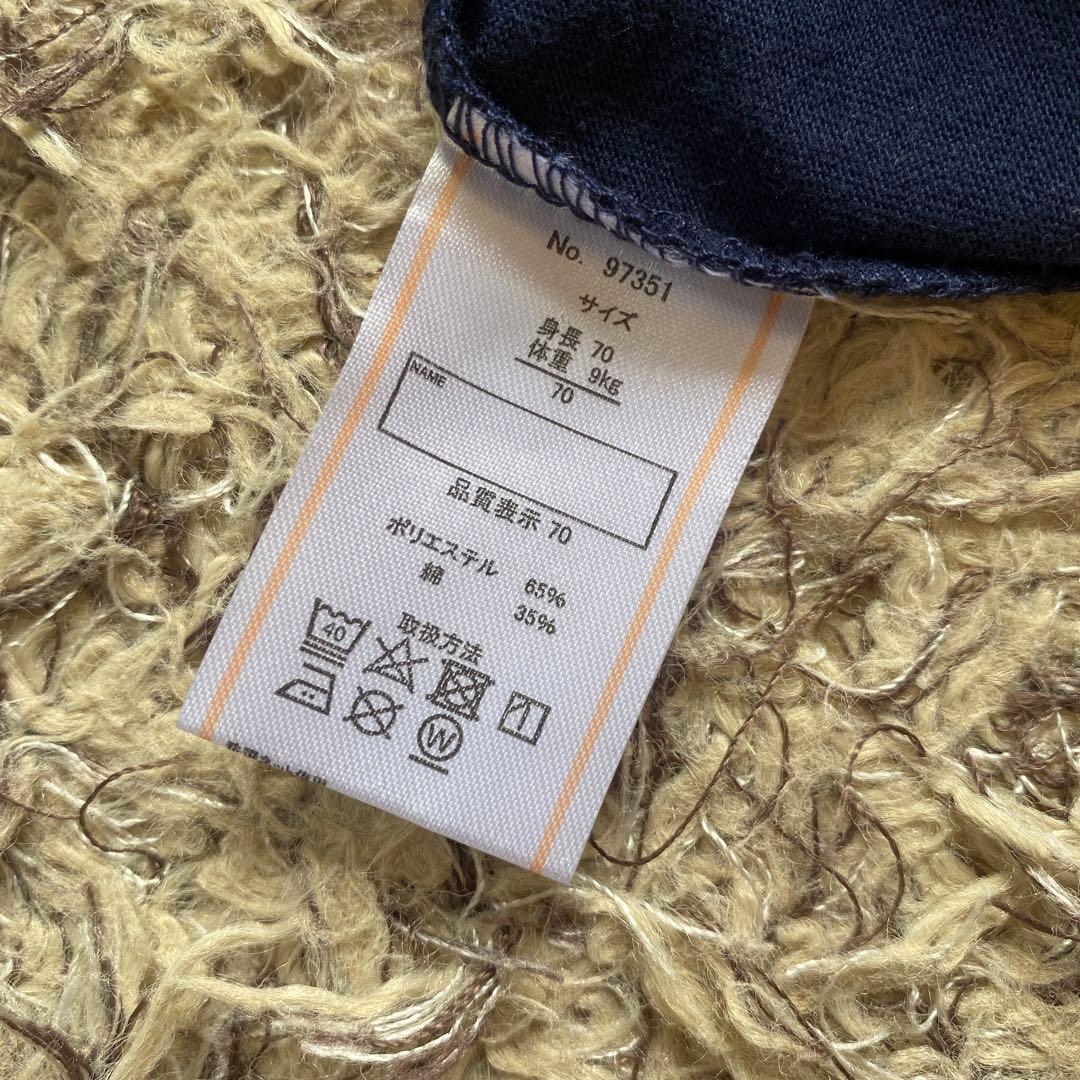 No. 97351
サイズ
身長 70
体重 9kg
70
NAME
品質表示 70
ポリエステル 65%
綿 35%
取扱方法
40
W